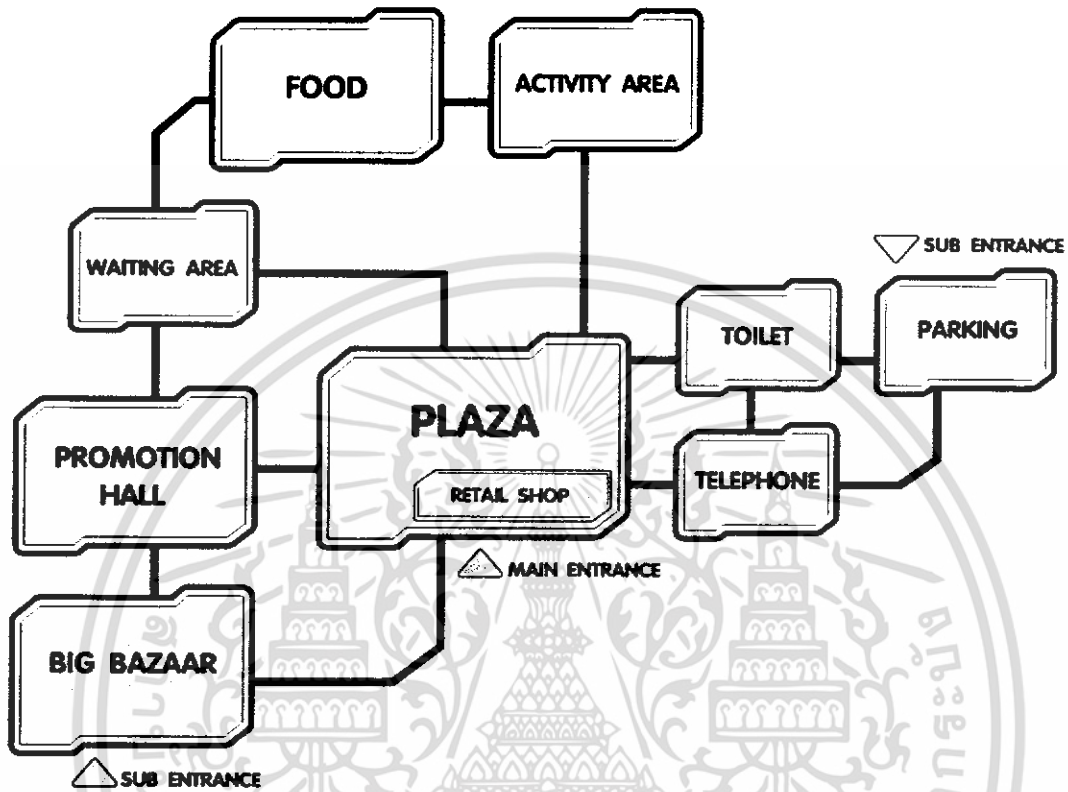 FOOD
ACTIVITY AREA
WAITING AREA
SUB ENTRANCE
TOILET
PARKING
PLAZA
PROMOTION
HALL
RETAIL SHOP
TELEPHONE
MAIN ENTRANCE
BIG BAZAAR
SUB ENTRANCE